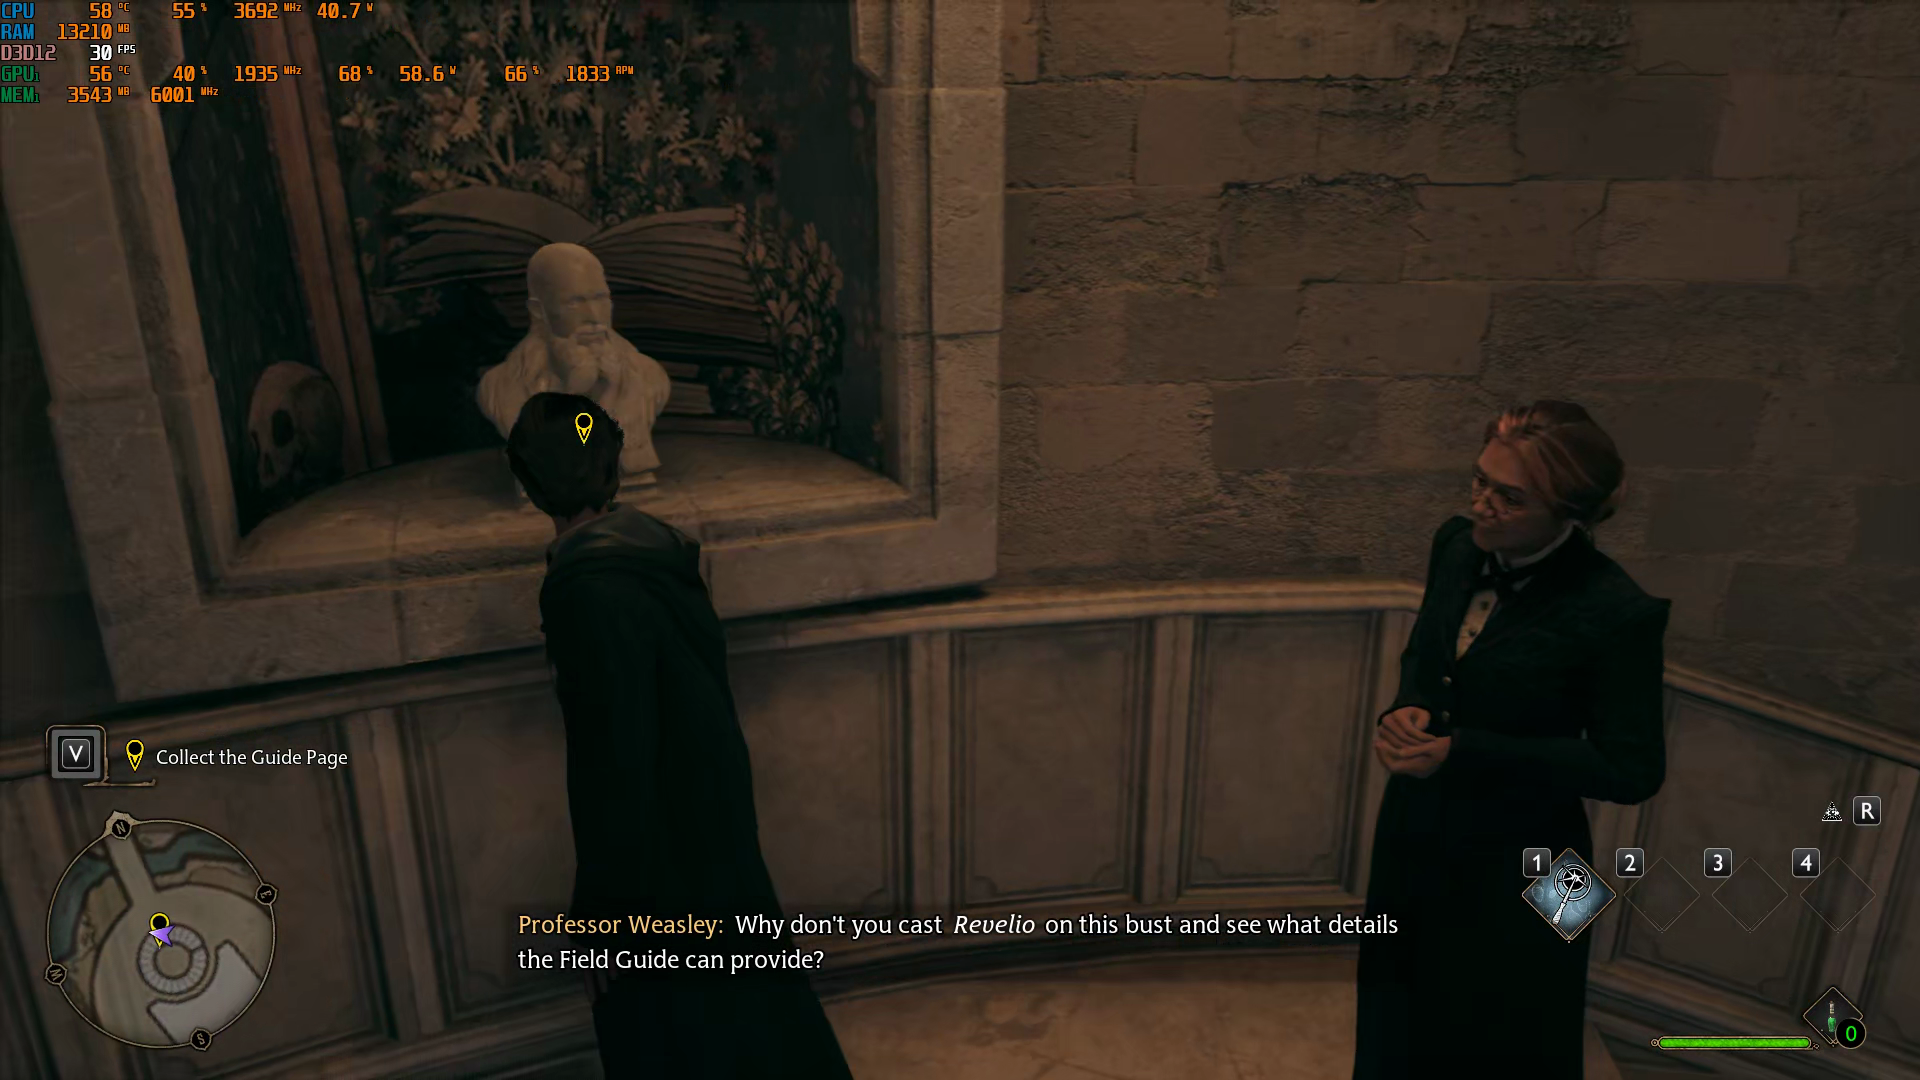 CPU 58 °C 55 % 3692 MHz 40.7 W
RAM 13210 MB
D3D12 30 FPS
GPU1 56 °C 40 % 1935 MHz 68 % 58.6 W 66 % 1833 RPM
MEM1 3543 MB 6001 MHz
V Collect the Guide Page
N
E
W
S
R
1 2 3 4
Professor Weasley: Why don't you cast Revelio on this bust and see what details
the Field Guide can provide?
0